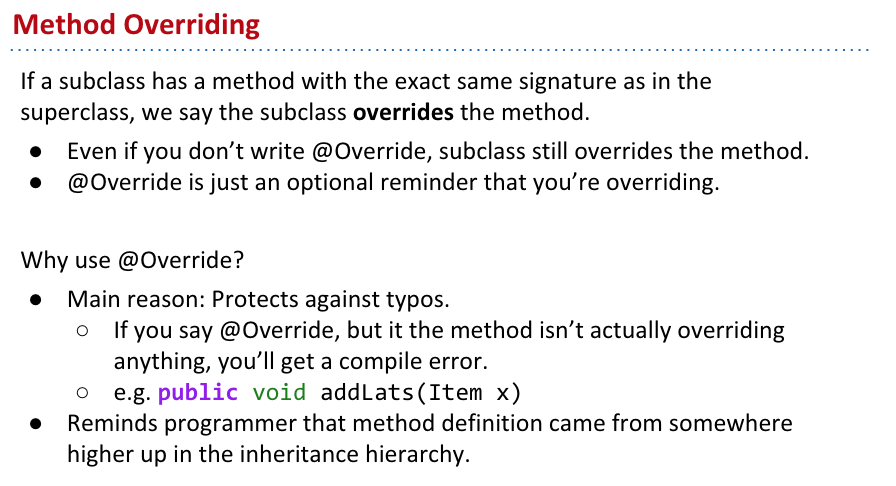 Method Overriding
If a subclass has a method with the exact same signature as in the
superclass, we say the subclass overrides the method.
● Even if you don’t write @Override, subclass still overrides the method.
● @Override is just an optional reminder that you’re overriding.
Why use @Override?
● Main reason: Protects against typos.
○ If you say @Override, but it the method isn’t actually overriding
anything, you’ll get a compile error.
○ e.g. public void addLats(Item x)
● Reminds programmer that method definition came from somewhere
higher up in the inheritance hierarchy.